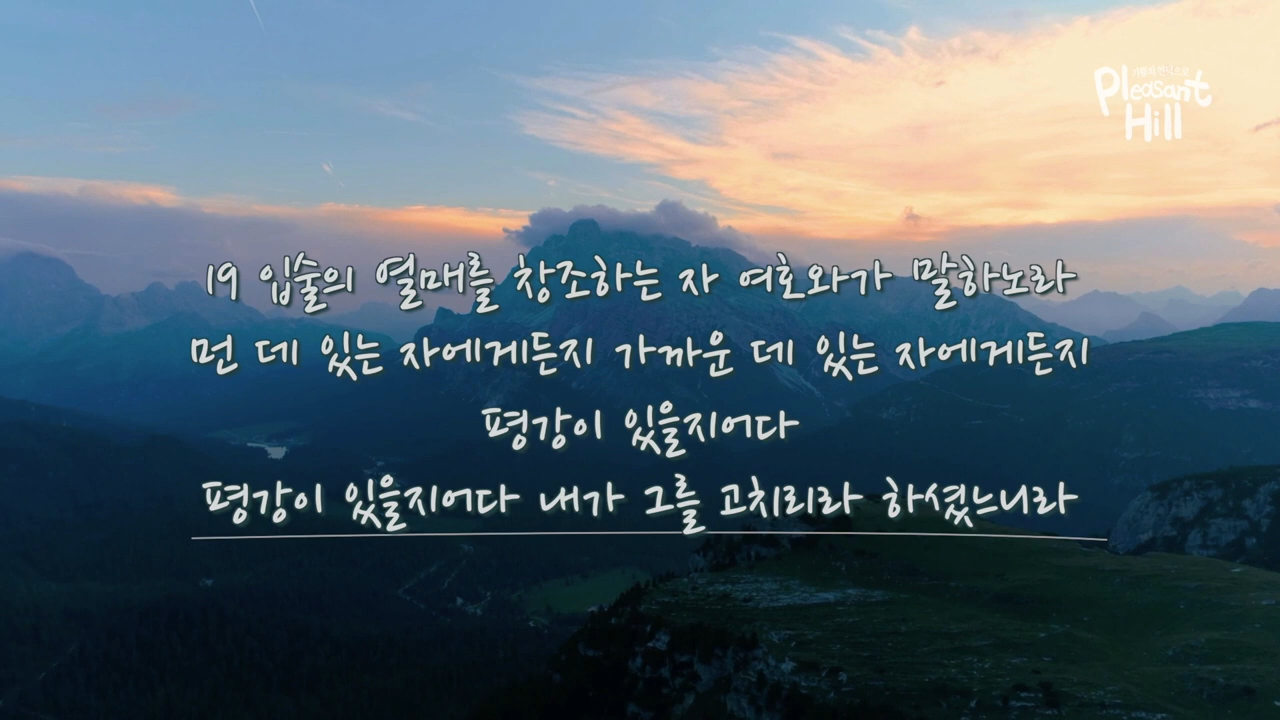 Pleasant
Hill
19 입술의 열매를 창조하는 자 여호와가 말하노라
먼 데 있는 자에게든지 가까운 데 있는 자에게든지
평강이 있을지어다
평강이 있을지어다 내가 그를 고치리라 하셨느니라